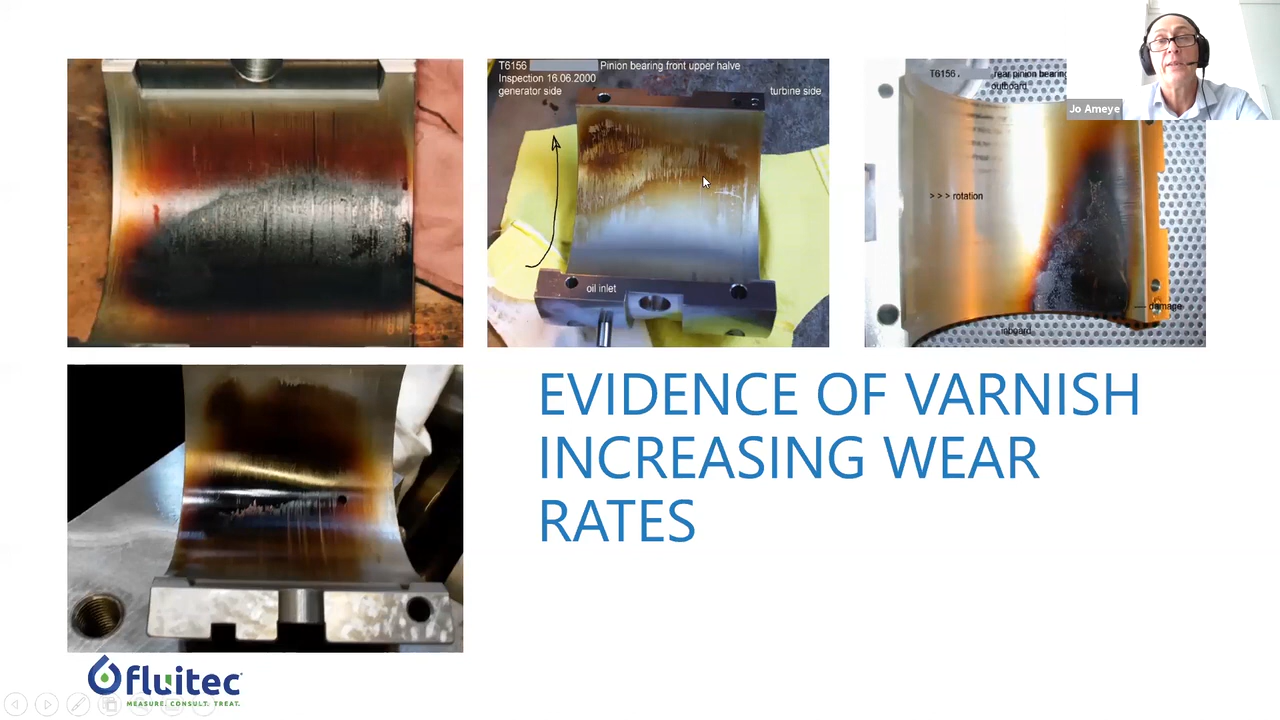 T6156
Pinion bearing front upper halve
Inspection 16.06.2000
generator side
turbine side
oil inlet
T6156.
rear pinion bearing
outboard
> > > rotation
damage
inboard
Jo Ameye
EVIDENCE OF VARNISH
INCREASING WEAR
RATES
fluitec
MEASURE. CONSULT. TREAT.